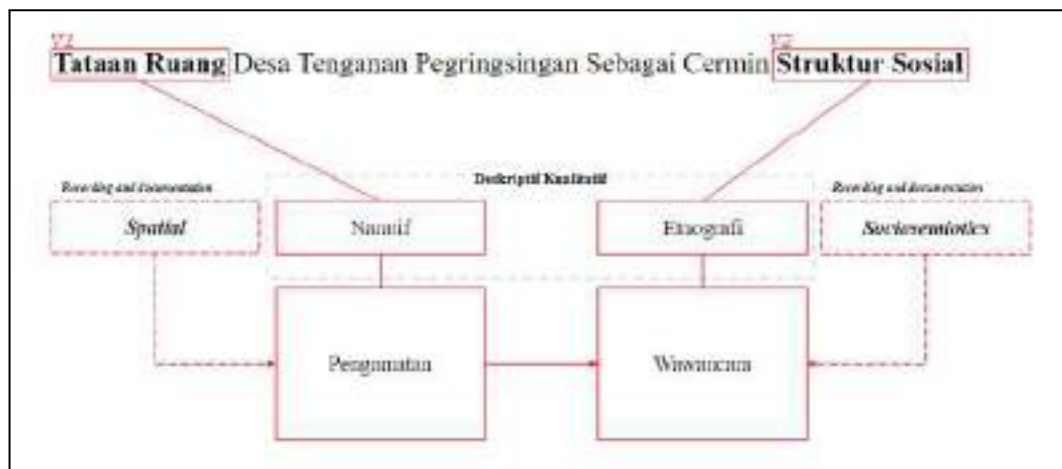 V1
V2
Tataan Ruang Desa Tenganan Pegringsingan Sebagai Cermin Struktur Sosial
Deskriptif Kualitatif
Recording and documentation
Recording and documentation
Spatial
Naratif
Etnografi
Sociosemiotics
Pengamatan
Wawancara